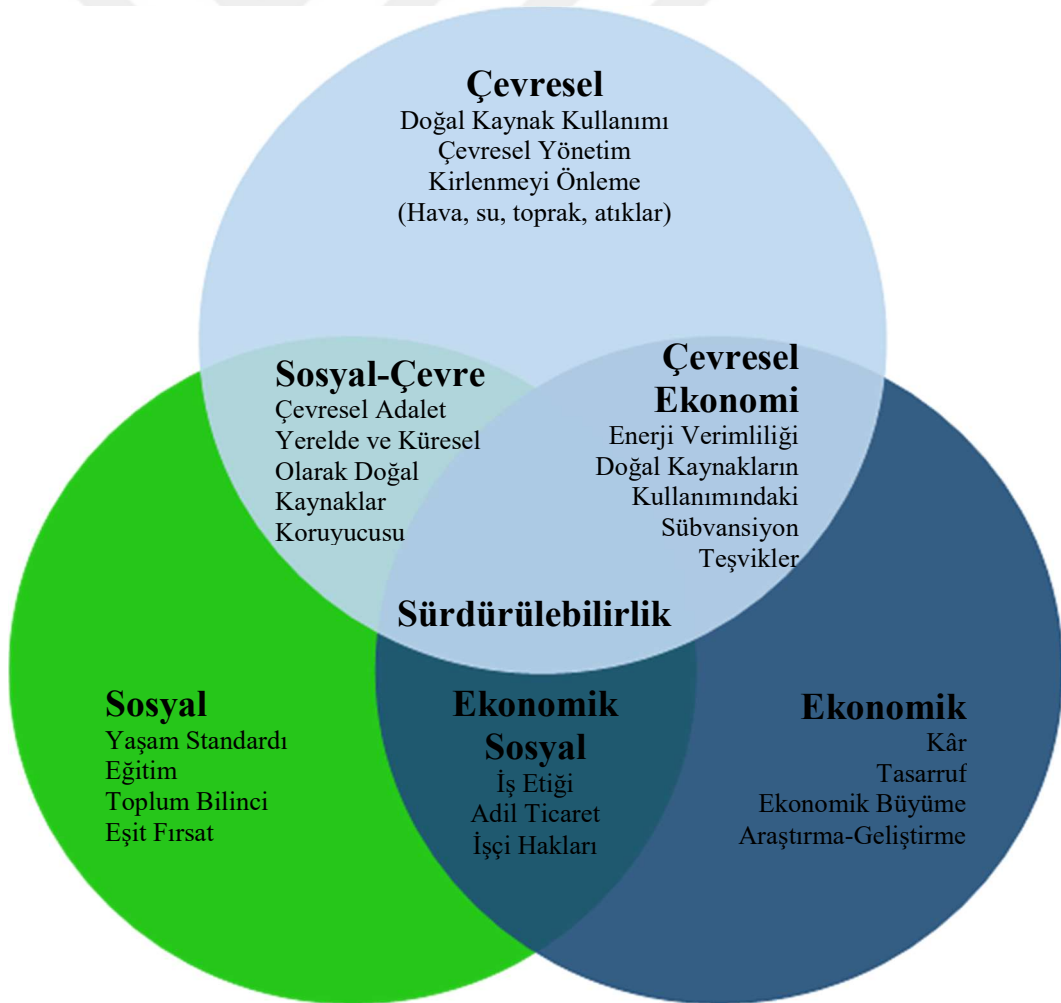 Çevresel
Doğal Kaynak Kullanımı
Çevresel Yönetim
Kirlenmeyi Önleme
(Hava, su, toprak, atıklar)
Sosyal-Çevre
Çevresel Adalet
Yerelde ve Küresel
Olarak Doğal
Kaynaklar
Koruyucusu
Çevresel
Ekonomi
Enerji Verimliliği
Doğal Kaynakların
Kullanımındaki
Sübvansiyon
Teşvikler
Sürdürülebilirlik
Sosyal
Yaşam Standardı
Eğitim
Toplum Bilinci
Eşit Fırsat
Ekonomik
Sosyal
İş Etiği
Adil Ticaret
İşçi Hakları
Ekonomik
Kâr
Tasarruf
Ekonomik Büyüme
Araştırma-Geliştirme